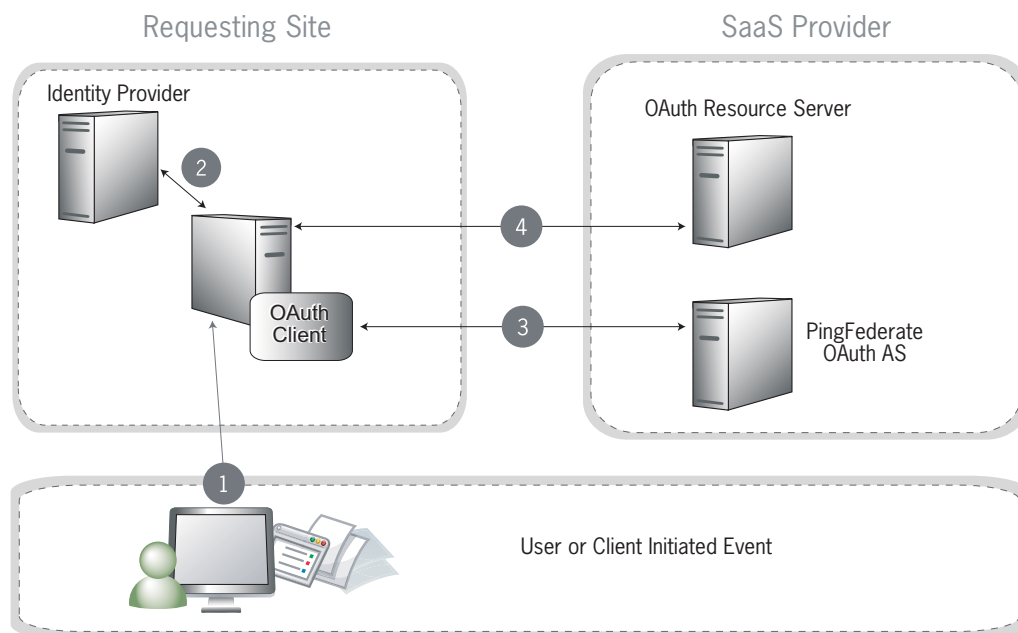 Requesting Site
SaaS Provider
Identity Provider
OAuth Resource Server
2
4
OAuth
Client
3
PingFederate
OAuth AS
1
User or Client Initiated Event